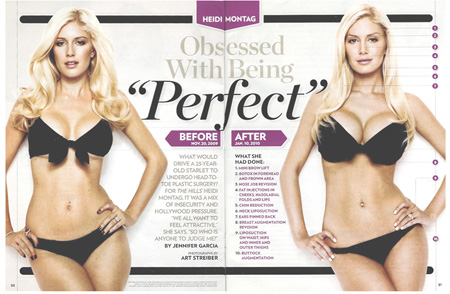 HEIDI MONTAG
Obsessed
With Being
"Perfect"
BEFORE
NOV. 20, 2009
WHAT WOULD
DRIVE A 23-YEAR-
OLD STARLET TO
UNDERGO HEAD-TO-
TOE PLASTIC SURGERY?
FOR THE HILLS' HEIDI
MONTAG, IT WAS A MIX
OF INSECURITY AND
HOLLYWOOD PRESSURE.
"WE ALL WANT TO
FEEL ATTRACTIVE,"
SHE SAYS. "SO WHO IS
ANYONE TO JUDGE ME?"
BY JENNIFER GARCIA
PHOTOGRAPHS BY
ART STREIBER
AFTER
JAN. 10, 2010
WHAT SHE
HAD DONE:
1: MINI BROW LIFT
2: BOTOX IN FOREHEAD
AND FROWN AREA
3: NOSE JOB REVISION
4: FAT INJECTIONS IN
CHEEKS, NASOLABIAL
FOLDS AND LIPS
5: CHIN REDUCTION
6: NECK LIPOSUCTION
7: EARS PINNED BACK
8: BREAST AUGMENTATION
REVISION
9: LIPOSUCTION
ON WAIST, HIPS
AND INNER AND
OUTER THIGHS
10: BUTTOCK
AUGMENTATION